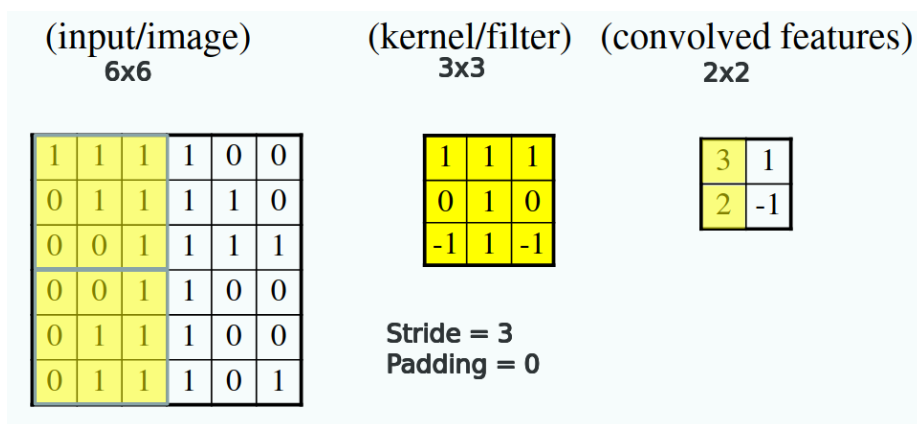 (input/image) (kernel/filter) (convolved features)
6x6 3x3 2x2
1 1 1 1 0 0
0 1 1 1 1 0
0 0 1 1 1 1
0 0 1 1 0 0
0 1 1 1 0 0
0 1 1 1 0 1
1 1 1
0 1 0
-1 1 -1
Stride = 3
Padding = 0
3 1
2 -1